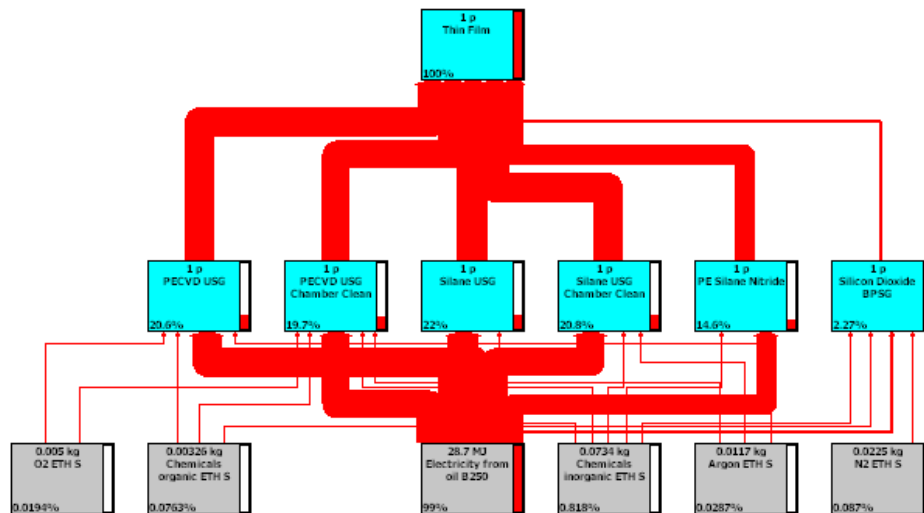 1 p
Thin Film
100%
1 p
PECVD USG
20.6%
1 p
PECVD USG
Chamber Clean
19.7%
1 p
Silane USG
22%
1 p
Silane USG
Chamber Clean
20.8%
1 p
PE Silane Nitride
14.6%
1 p
Silicon Dioxide
BPSG
2.27%
0.005 kg
O2 ETH S
0.0194%
0.00326 kg
Chemicals
organic ETH S
0.0763%
28.7 MJ
Electricity from
oil B250
99%
0.0734 kg
Chemicals
inorganic ETH S
0.818%
0.0117 kg
Argon ETH S
0.0287%
0.0225 kg
N2 ETH S
0.087%